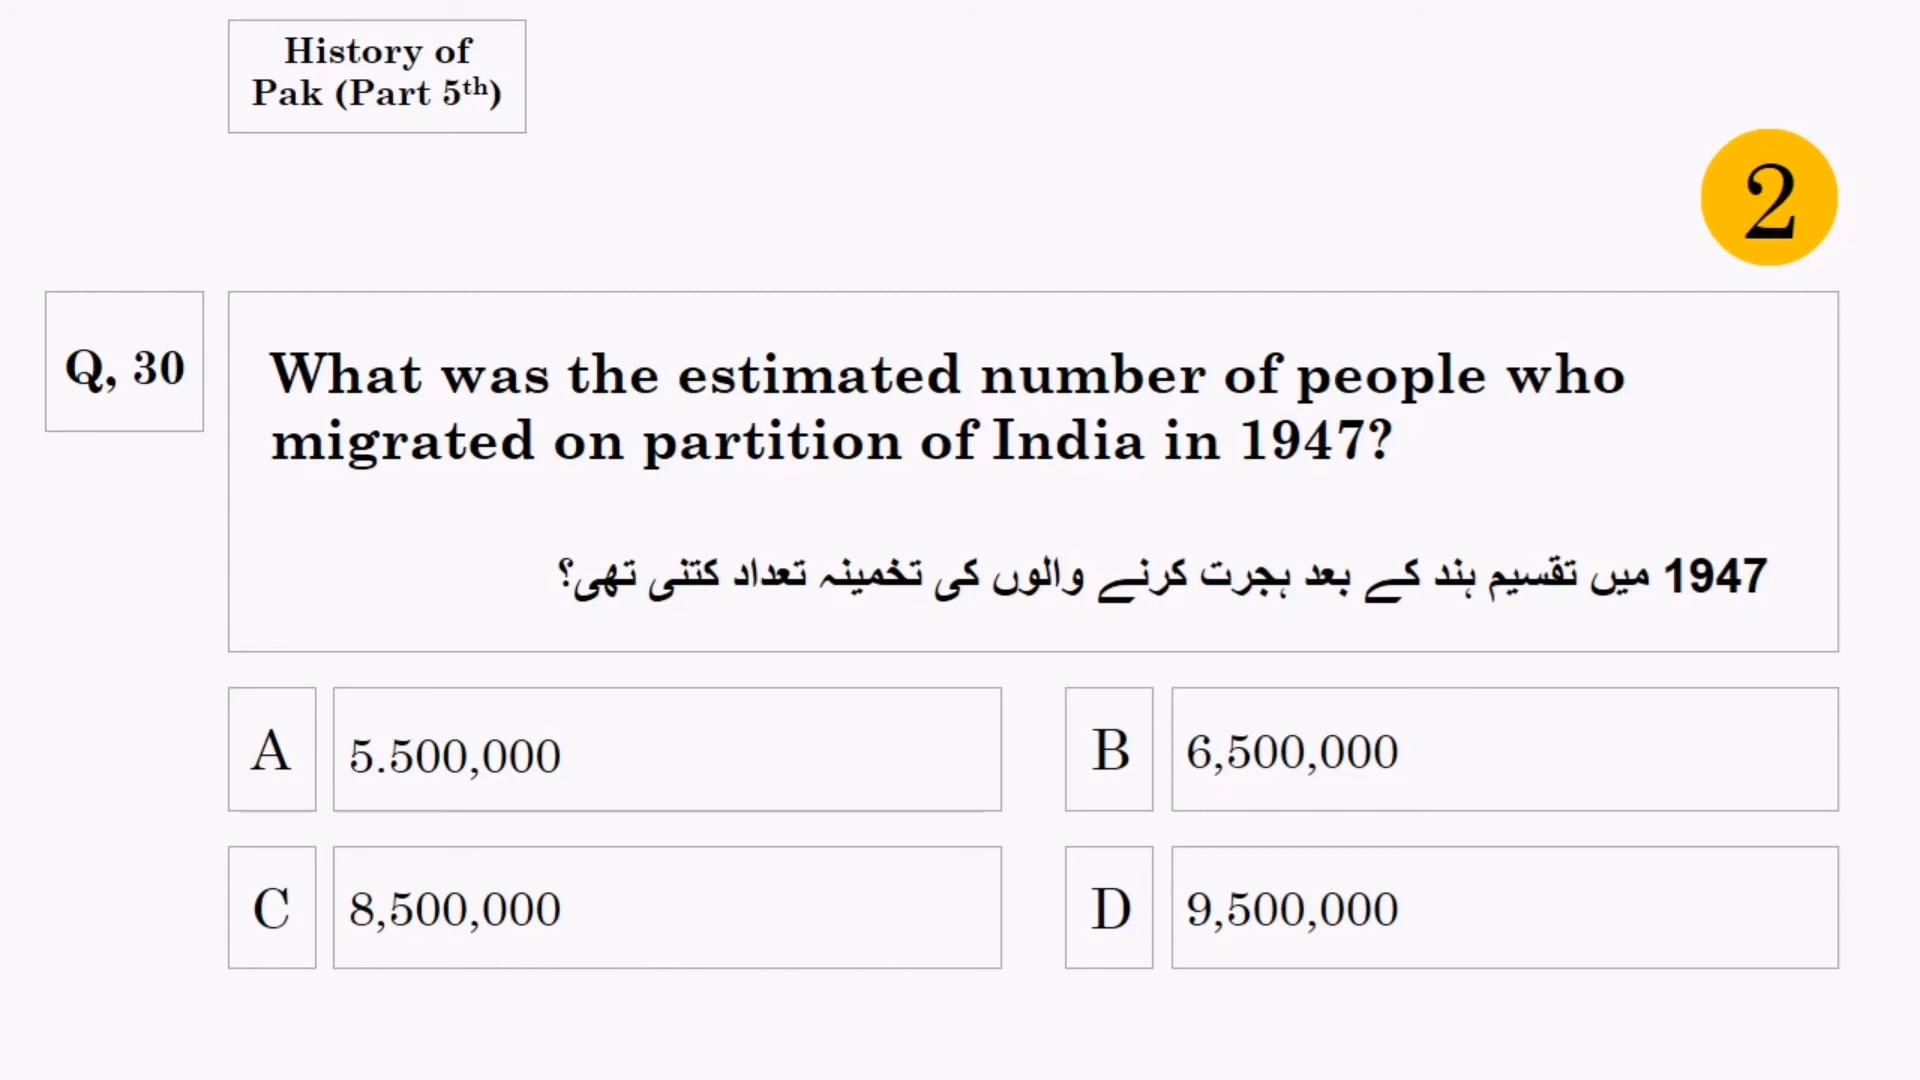 History of
Pak (Part 5th)
2
Q, 30
What was the estimated number of people who
migrated on partition of India in 1947?
1947 میں تقسیم ہند کے بعد ہجرت کرنے والوں کی تخمینہ تعداد کتنی تھی؟
A
5.500,000
B
6,500,000
C
8,500,000
D
9,500,000